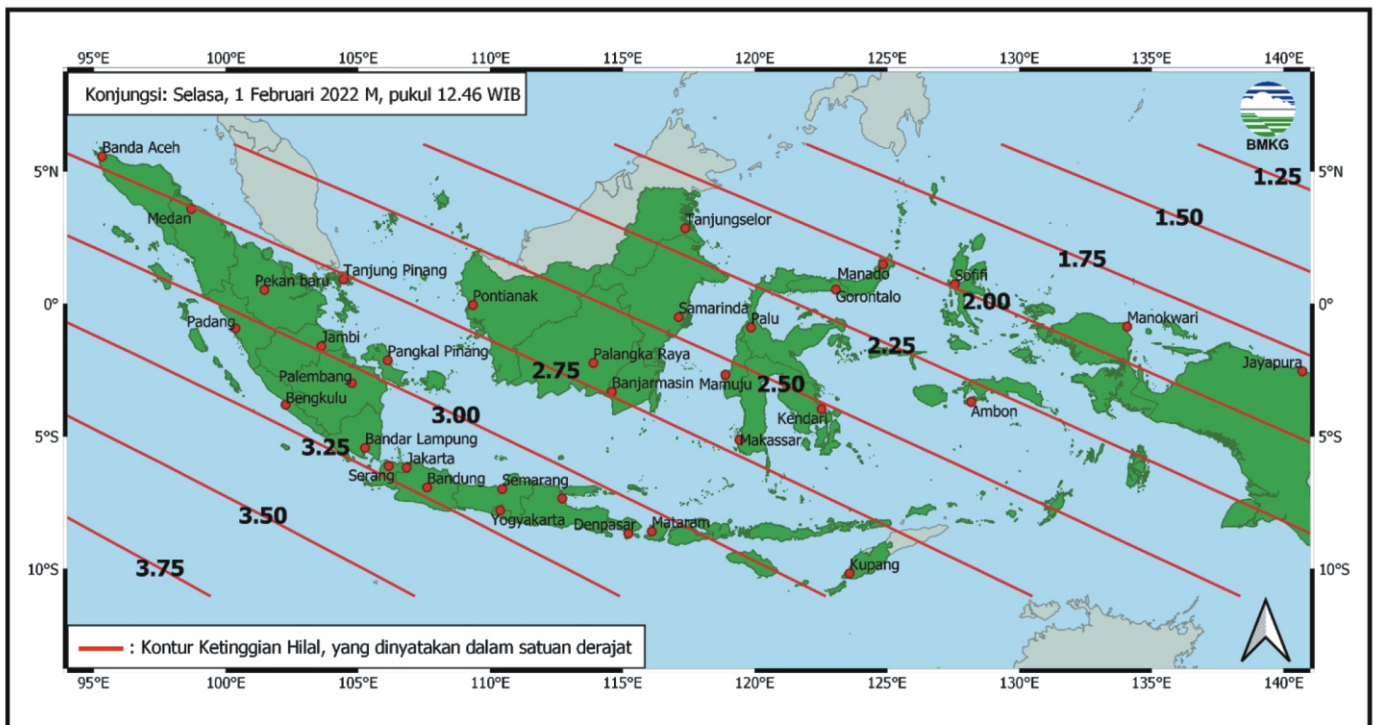 95°E 100°E 105°E 110°E 115°E 120°E 125°E 130°E 135°E 140°E
Konjungsi: Selasa, 1 Februari 2022 M, pukul 12.46 WIB
BMKG
Banda Aceh
5°N 5°N
1.25
Medan
1.50
Tanjungselor
1.75
Pekan baru
Tanjung Pinang
Manado
Sofifi
Pontianak
Gorontalo
2.00
0° 0°
Samarinda
Manokwari
Padang
Palu
Jambi
2.25
Pangkal Pinang
Palangka Raya
Jayapura
2.75
Palembang
Banjarmasin
Mamuju
2.50
Bengkulu
3.00
Kendari
Ambon
5°S 5°S
3.25
Bandar Lampung
Makassar
Jakarta
Serang
Bandung
Semarang
3.50
Yogyakarta
Denpasar
Mataram
3.75
10°S 10°S
Kupang
: Kontur Ketinggian Hilal, yang dinyatakan dalam satuan derajat
95°E 100°E 105°E 110°E 115°E 120°E 125°E 130°E 135°E 140°E